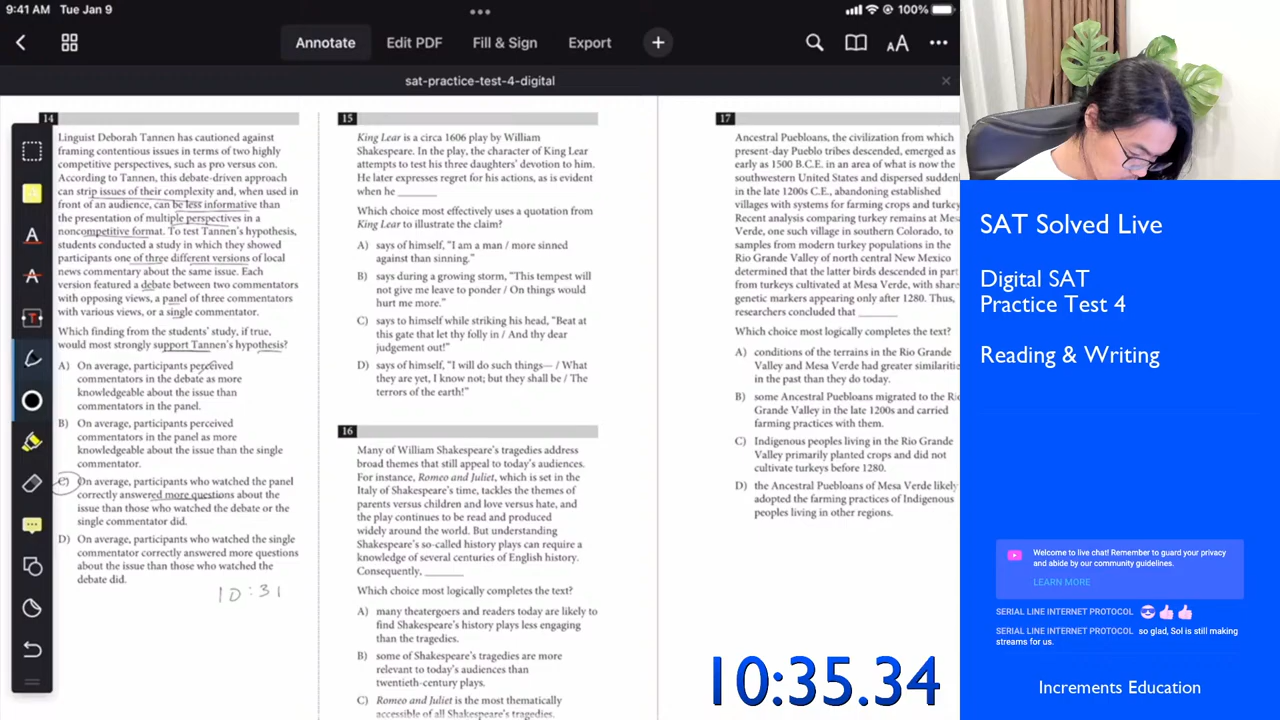 9:41 AM Tue Jan 9
100%
Annotate
Edit PDF
Fill & Sign
Export
AA
sat-practice-test-4-digital
14
Linguist Deborah Tannen has cautioned against
framing contentious issues in terms of two highly
competitive perspectives, such as pro versus con.
According to Tannen, this debate-driven approach
can strip issues of their complexity and, when used in
front of an audience, can be less informative than
the presentation of multiple perspectives in a
noncompetitive format. To test Tannen's hypothesis,
students conducted a study in which they showed
participants one of three different versions of local
news commentary about the same issue. Each
version featured a debate between two commentators
with opposing views, a panel of three commentators
with various views, or a single commentator.
Which finding from the students' study, if true,
would most strongly support Tannen's hypothesis?
A) On average, participants perceived
commentators in the debate as more
knowledgeable about the issue than
commentators in the panel.
B) On average, participants perceived
commentators in the panel as more
knowledgeable about the issue than the single
commentator.
C) On average, participants who watched the panel
correctly answered more questions about the
issue than those who watched the debate or the
single commentator did.
D) On average, participants who watched the single
commentator correctly answered more questions
about the issue than those who watched the
debate did.
10:31
15
King Lear is a circa 1606 play by William
Shakespeare. In the play, the character of King Lear
attempts to test his three daughters' devotion to him.
He later expresses regret for his actions, as is evident
when he ______
Which choice most effectively uses a quotation from
King Lear to illustrate the claim?
A) says of himself, "I am a man / more sinned
against than sinning."
B) says during a growing storm, "This tempest will
not give me leave to ponder / On things would
hurt me more."
C) says to himself while striking his head, "Beat at
this gate that let thy folly in / And thy dear
judgement out!"
D) says of himself, "I will do such things— / What
they are yet, I know not; but they shall be / The
terrors of the earth!"
16
Many of William Shakespeare's tragedies address
broad themes that still appeal to today's audiences.
For instance, Romeo and Juliet, which is set in the
Italy of Shakespeare's time, tackles the themes of
parents versus children and love versus hate, and
the play continues to be read and produced
widely around the world. But understanding
Shakespeare's so-called history plays can require a
knowledge of several centuries of English history.
Consequently, ______
Which choice most logically completes the text?
A) many theatergoers and readers today are likely to
find Shakespeare's history plays less engaging
than the tragedies.
B) some of Shakespeare's tragedies are more
relevant to today's audiences than
twentieth-century plays.
C) Romeo and Juliet is the most thematically
accessible of all Shakespeare's tragedies.
17
Ancestral Puebloans, the civilization from which
present-day Pueblo tribes descended, emerged as
early as 1500 B.C.E. in an area of what is now the
southwestern United States and dispersed sudden
in the late 1200s C.E., abandoning established
villages with systems for farming crops and turkey
Recent analysis comparing turkey remains at Mesa
Verde, one such village in southern Colorado, to
samples from modern turkey populations in the
Rio Grande Valley of north central New Mexico
determined that the latter birds descended in part
from turkeys cultivated at Mesa Verde, with share
genetic markers appearing only after 1280. Thus,
researchers concluded that ______
Which choice most logically completes the text?
A) conditions of the terrains in the Rio Grande
Valley and Mesa Verde had greater similaritie
in the past than they do today.
B) some Ancestral Puebloans migrated to the Rio
Grande Valley in the late 1200s and carried
farming practices with them.
C) Indigenous peoples living in the Rio Grande
Valley primarily planted crops and did not
cultivate turkeys before 1280.
D) the Ancestral Puebloans of Mesa Verde likely
adopted the farming practices of Indigenous
peoples living in other regions.
10:35.34
SAT Solved Live
Digital SAT
Practice Test 4
Reading & Writing
Welcome to live chat! Remember to guard your privacy
and abide by our community guidelines.
LEARN MORE
SERIAL LINE INTERNET PROTOCOL
SERIAL LINE INTERNET PROTOCOL so glad, Sol is still making
streams for us.
Increments Education